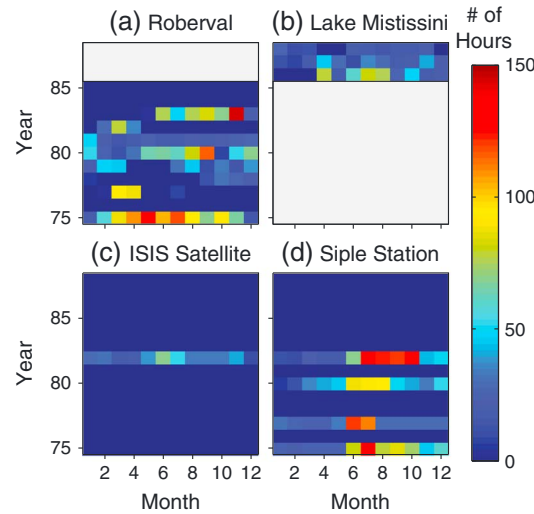 (a) Roberval
(b) Lake Mistissini
# of
Hours
Year
85
80
75
150
100
50
0
(c) ISIS Satellite
(d) Siple Station
Year
85
80
75
2 4 6 8 10 12
2 4 6 8 10 12
Month
Month